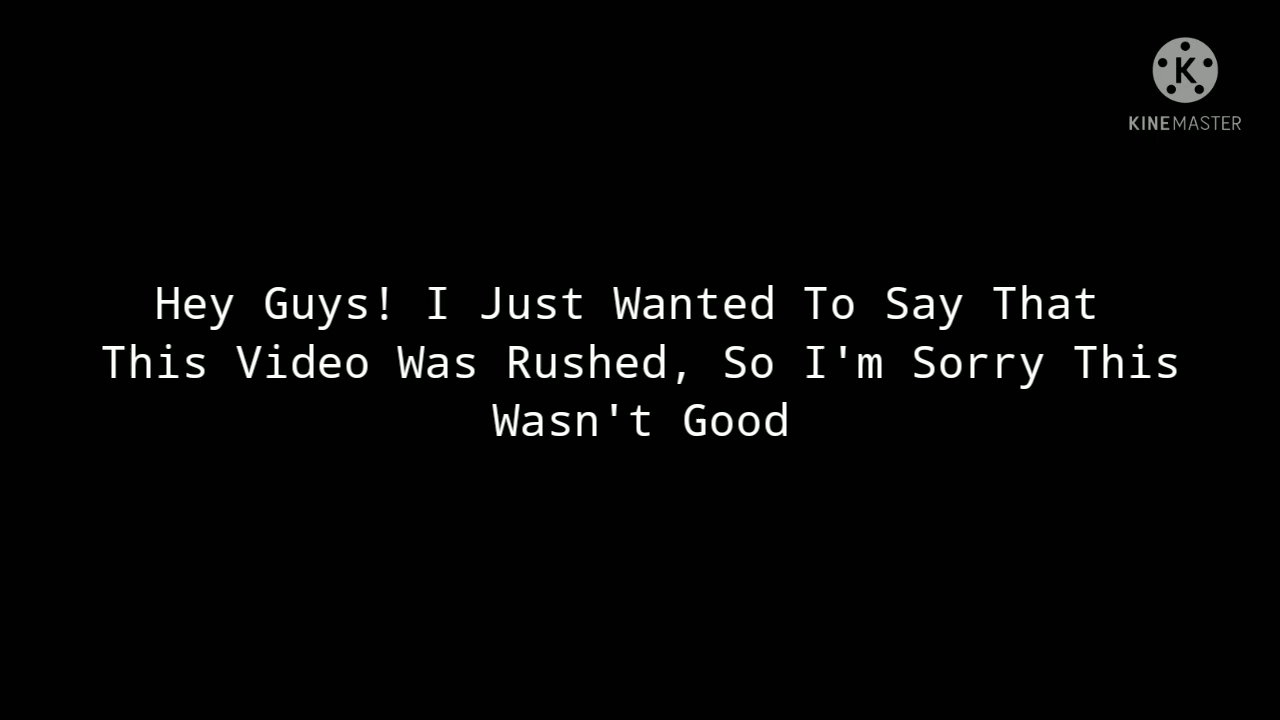 K
KINEMASTER
Hey Guys! I Just Wanted To Say That
This Video Was Rushed, So I'm Sorry This
Wasn't Good